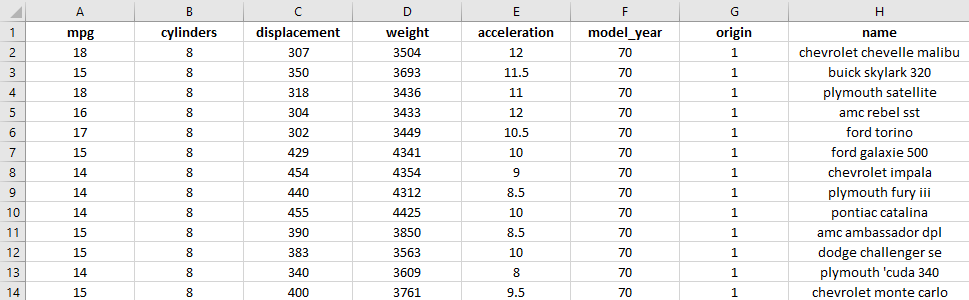 A B C D E F G H
1 mpg cylinders displacement weight acceleration model_year origin name
2 18 8 307 3504 12 70 1 chevrolet chevelle malibu
3 15 8 350 3693 11.5 70 1 buick skylark 320
4 18 8 318 3436 11 70 1 plymouth satellite
5 16 8 304 3433 12 70 1 amc rebel sst
6 17 8 302 3449 10.5 70 1 ford torino
7 15 8 429 4341 10 70 1 ford galaxie 500
8 14 8 454 4354 9 70 1 chevrolet impala
9 14 8 440 4312 8.5 70 1 plymouth fury iii
10 14 8 455 4425 10 70 1 pontiac catalina
11 15 8 390 3850 8.5 70 1 amc ambassador dpl
12 15 8 383 3563 10 70 1 dodge challenger se
13 14 8 340 3609 8 70 1 plymouth 'cuda 340
14 15 8 400 3761 9.5 70 1 chevrolet monte carlo